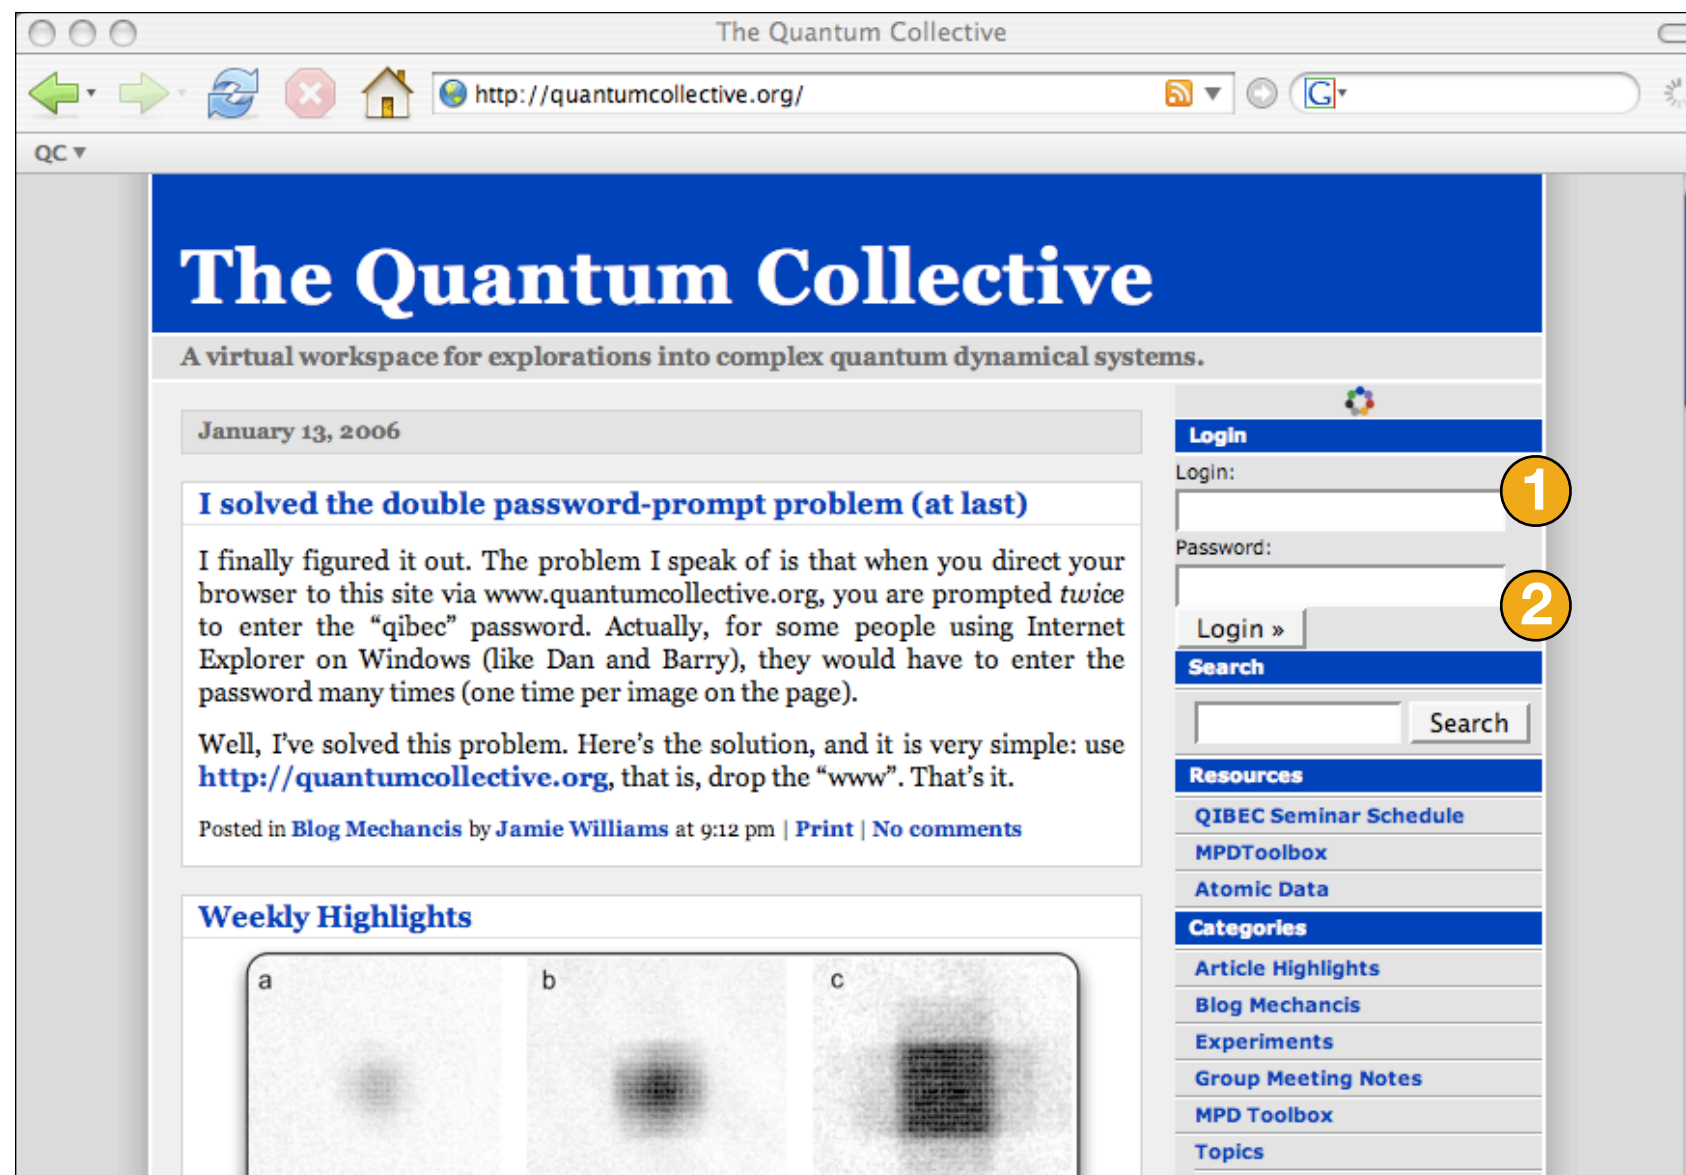 The Quantum Collective
http://quantumcollective.org/
G
QC
The Quantum Collective
A virtual workspace for explorations into complex quantum dynamical systems.
January 13, 2006
I solved the double password-prompt problem (at last)
I finally figured it out. The problem I speak of is that when you direct your
browser to this site via www.quantumcollective.org, you are prompted twice
to enter the “qibec” password. Actually, for some people using Internet
Explorer on Windows (like Dan and Barry), they would have to enter the
password many times (one time per image on the page).
Well, I've solved this problem. Here's the solution, and it is very simple: use
http://quantumcollective.org, that is, drop the “www”. That's it.
Posted in Blog Mechancis by Jamie Williams at 9:12 pm | Print | No comments
Weekly Highlights
a
b
c
Login
Login:
1
Password:
2
Login »
Search
Search
Resources
QIBEC Seminar Schedule
MPDToolbox
Atomic Data
Categories
Article Highlights
Blog Mechancis
Experiments
Group Meeting Notes
MPD Toolbox
Topics